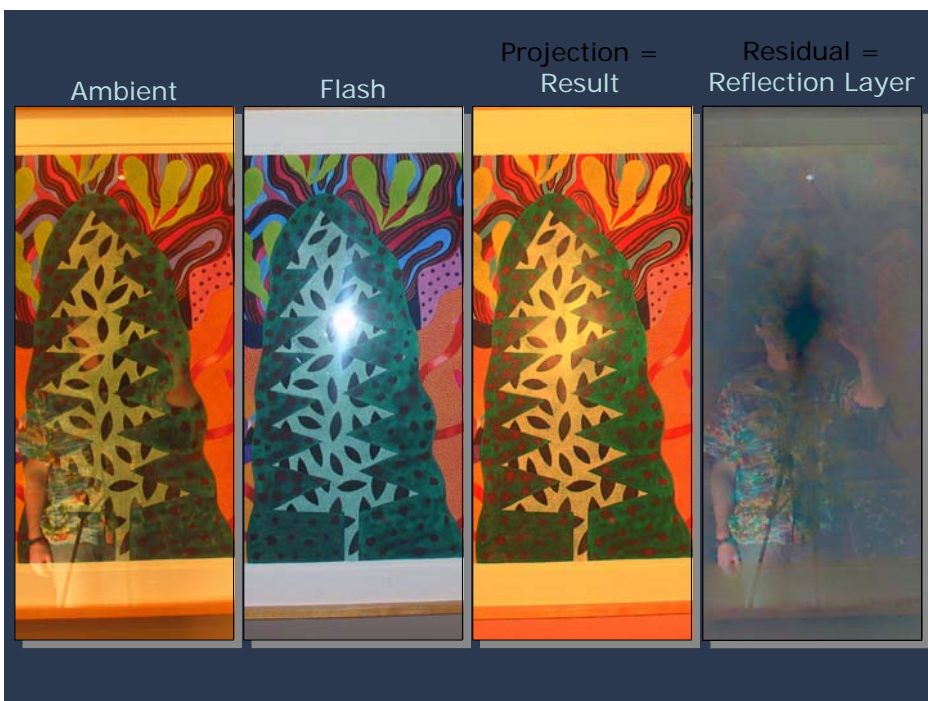 Ambient
Flash
Projection =
Result
Residual =
Reflection Layer